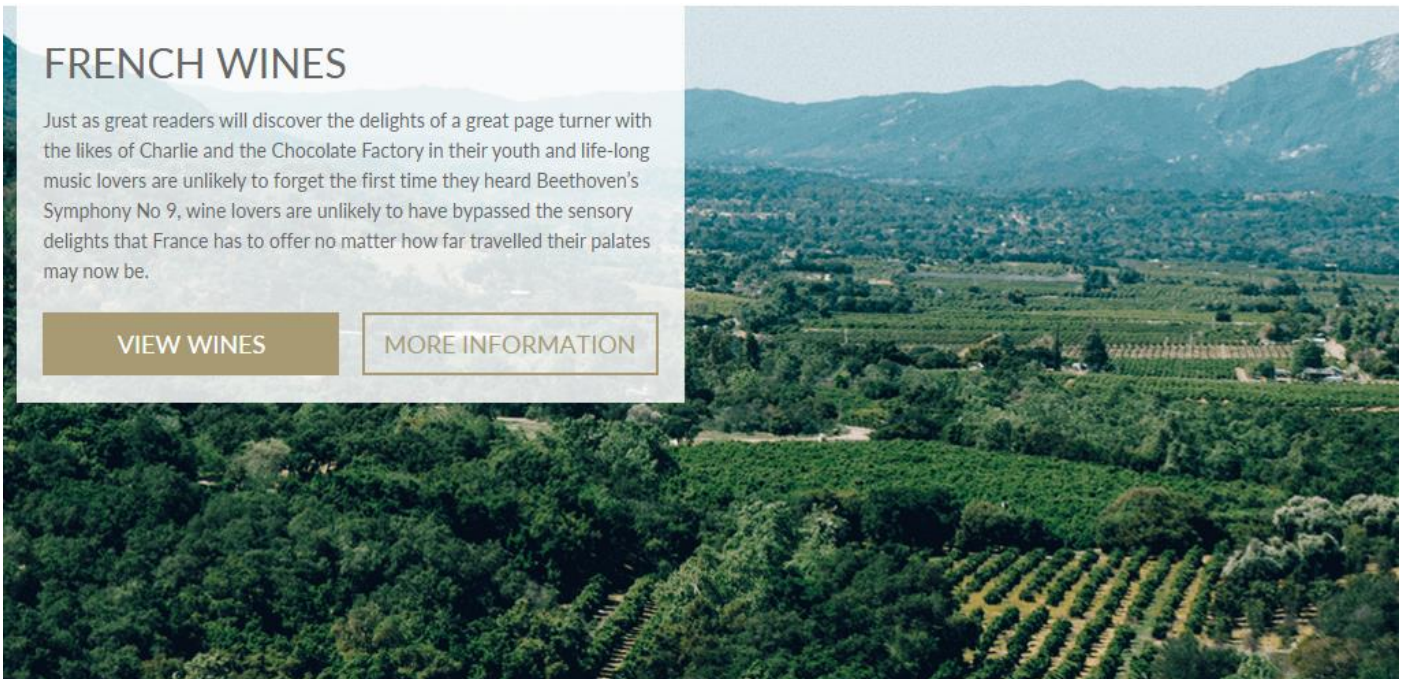 FRENCH WINES
Just as great readers will discover the delights of a great page turner with
the likes of Charlie and the Chocolate Factory in their youth and life-long
music lovers are unlikely to forget the first time they heard Beethoven’s
Symphony No 9, wine lovers are unlikely to have bypassed the sensory
delights that France has to offer no matter how far travelled their palates
may now be.
VIEW WINES
MORE INFORMATION